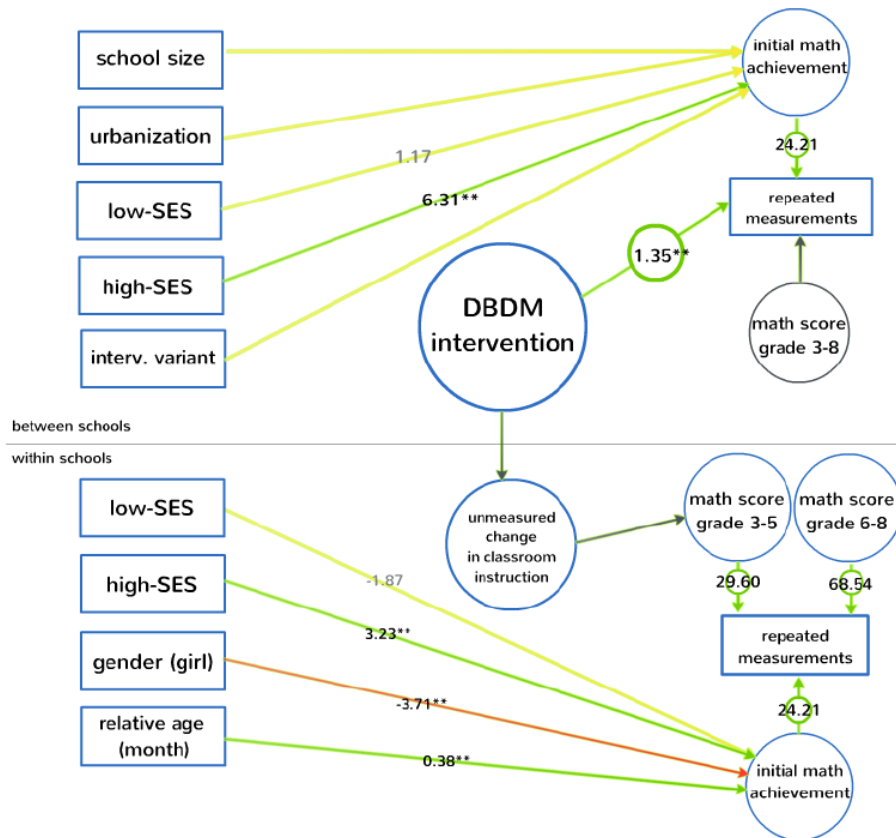 school size
initial math
achievement
urbanization
24.21
1.17
low-SES
6.31**
repeated
measurements
1.35**
high-SES
DBDM
intervention
math score
grade 3-8
interv. variant
between schools
within schools
low-SES
math score
grade 3-5
math score
grade 6-8
unmeasured
change
in classroom
instruction
high-SES
-1.87
29.60
68.54
3.23**
gender (girl)
repeated
measurements
-3.71**
24.21
relative age
(month)
0.38**
initial math
achievement